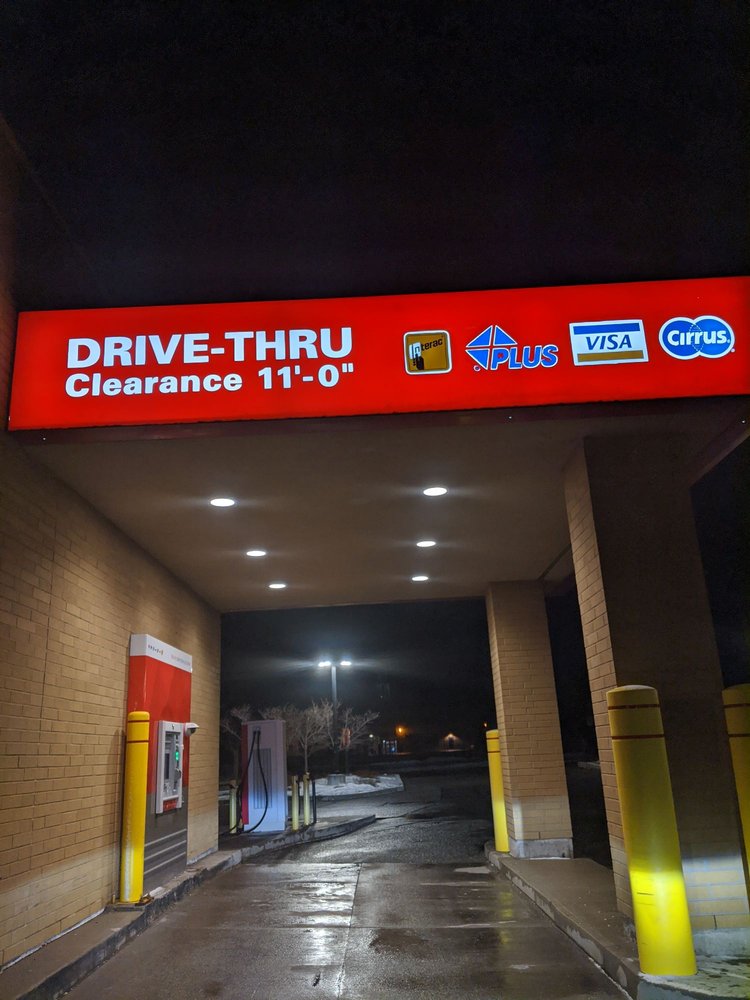 DRIVE-THRU
Clearance 11'-0"
Interac
PLUS
VISA
Cirrus